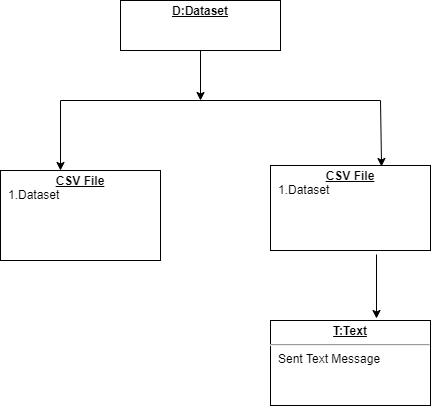 D:Dataset
CSV File
1.Dataset
CSV File
1.Dataset
T:Text
Sent Text Message